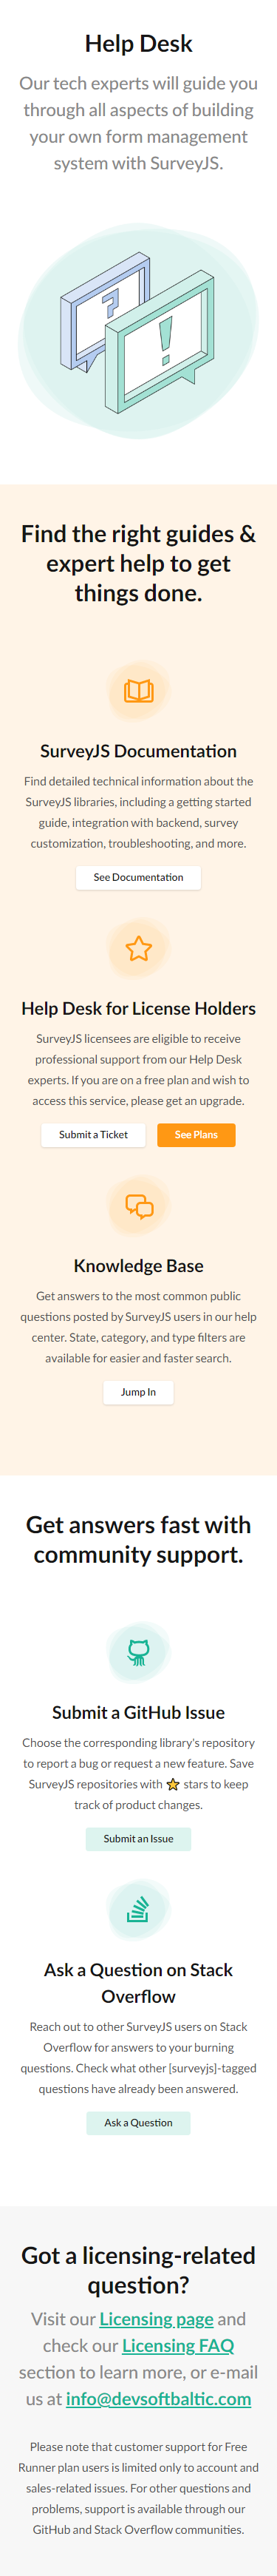 Help Desk
Our tech experts will guide you
through all aspects of building
your own form management
system with SurveyJS.
?
!
Find the right guides &
expert help to get
things done.
SurveyJS Documentation
Find detailed technical information about the
SurveyJS libraries, including a getting started
guide, integration with backend, survey
customization, troubleshooting, and more.
See Documentation
Help Desk for License Holders
SurveyJS licensees are eligible to receive
professional support from our Help Desk
experts. If you are on a free plan and wish to
access this service, please get an upgrade.
Submit a Ticket See Plans
Knowledge Base
Get answers to the most common public
questions posted by SurveyJS users in our help
center. State, category, and type filters are
available for easier and faster search.
Jump In
Get answers fast with
community support.
Submit a GitHub Issue
Choose the corresponding library's repository
to report a bug or request a new feature. Save
SurveyJS repositories with ⭐ stars to keep
track of product changes.
Submit an Issue
Ask a Question on Stack
Overflow
Reach out to other SurveyJS users on Stack
Overflow for answers to your burning
questions. Check what other [surveyjs]-tagged
questions have already been answered.
Ask a Question
Got a licensing-related
question?
Visit our Licensing page and
check our Licensing FAQ
section to learn more, or e-mail
us at info@devsoftbaltic.com
Please note that customer support for Free
Runner plan users is limited only to account and
sales-related issues. For other questions and
problems, support is available through our
GitHub and Stack Overflow communities.